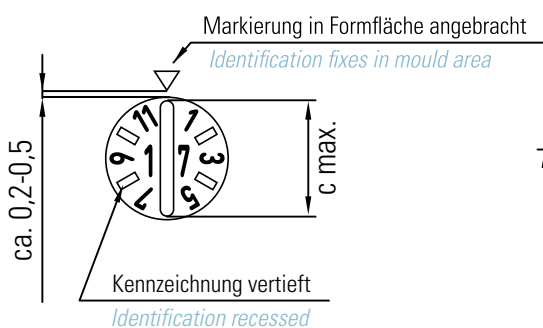 Markierung in Formfläche angebracht
Identification fixes in mould area
ca. 0,2-0,5
11 1
9 1 7 3
7 5
c max.
Kennzeichnung vertieft
Identification recessed